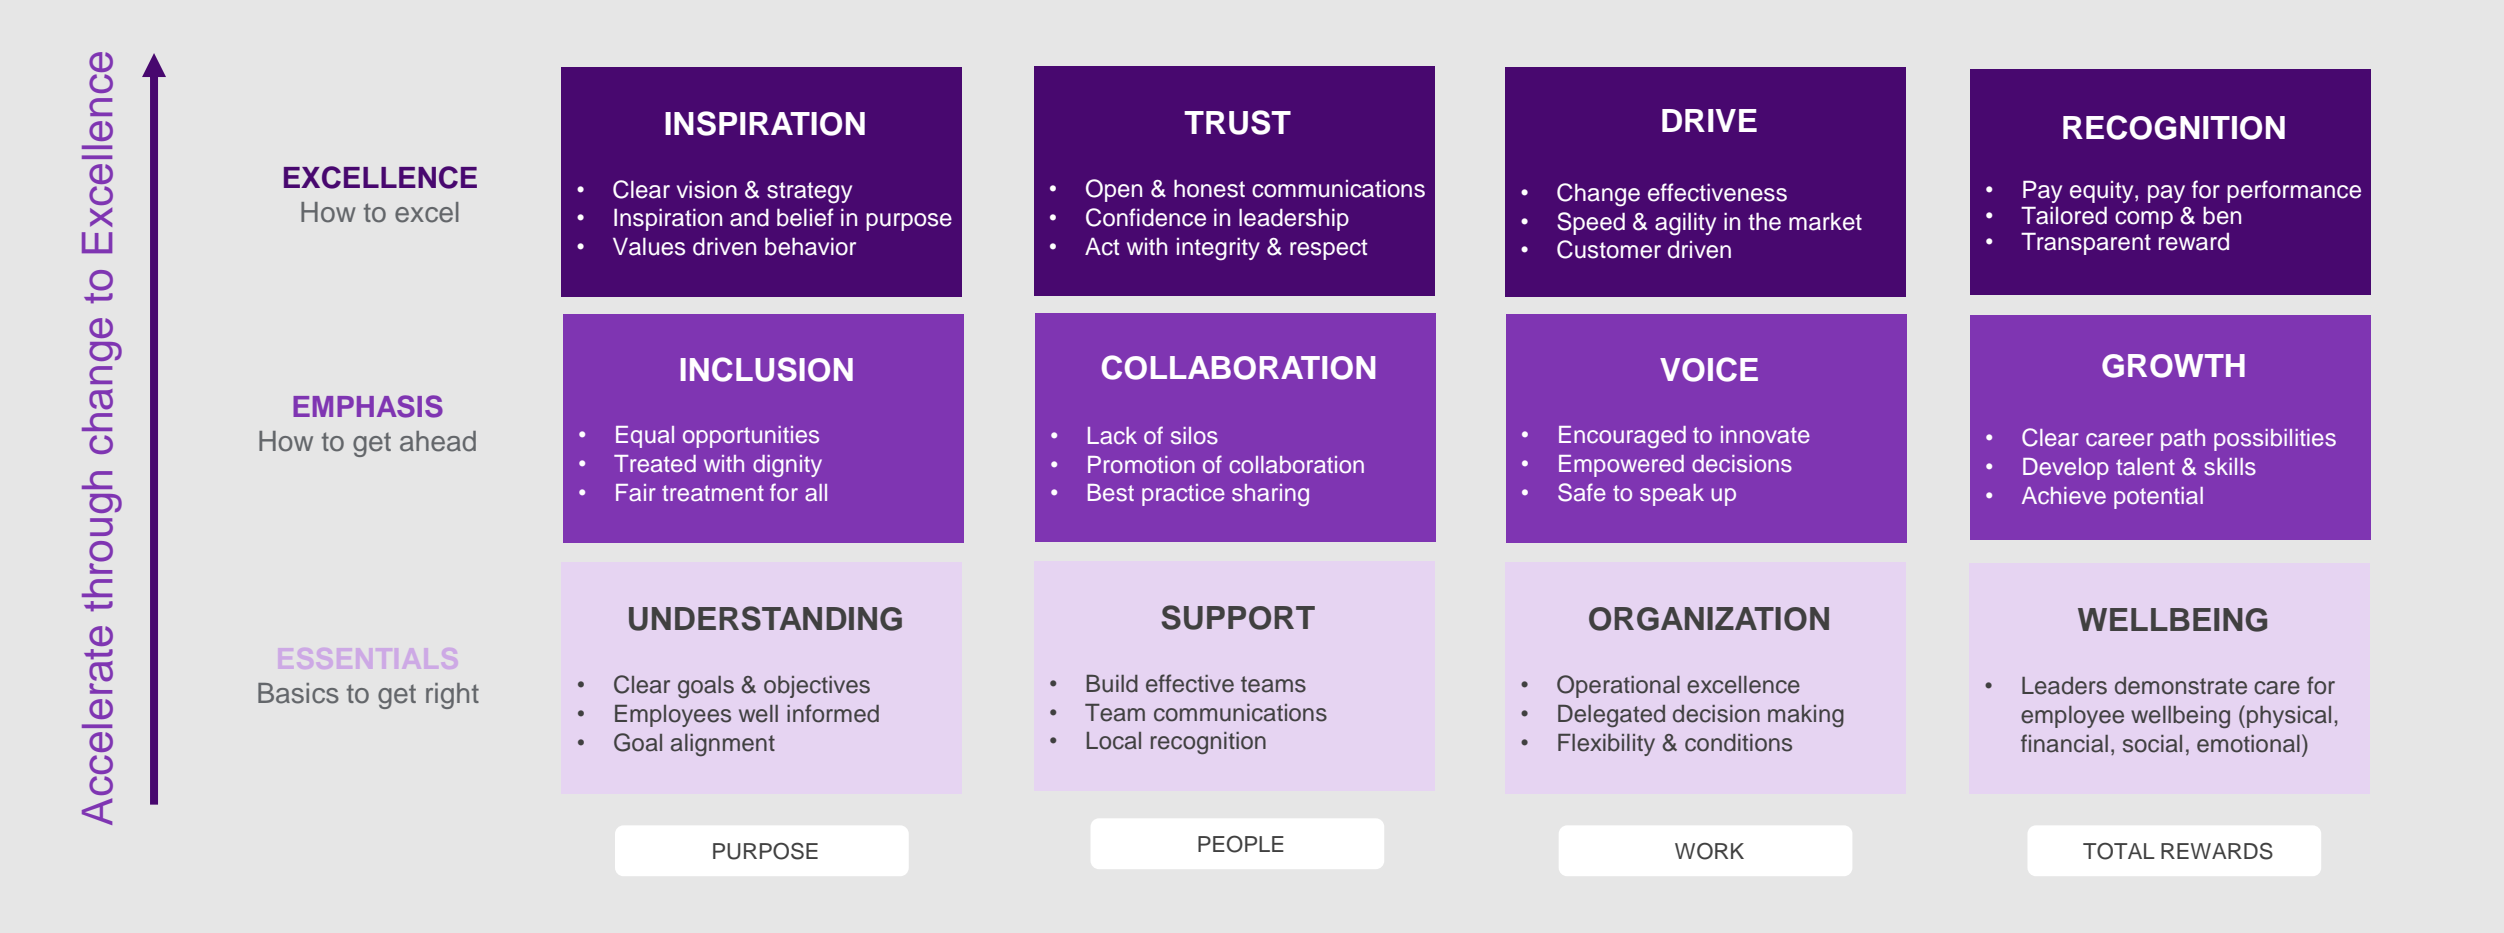 Accelerate through change to Excellence
EXCELLENCE
How to excel
INSPIRATION
• Clear vision & strategy
• Inspiration and belief in purpose
• Values driven behavior
TRUST
• Open & honest communications
• Confidence in leadership
• Act with integrity & respect
DRIVE
• Change effectiveness
• Speed & agility in the market
• Customer driven
RECOGNITION
• Pay equity, pay for performance
• Tailored comp & ben
• Transparent reward
EMPHASIS
How to get ahead
INCLUSION
• Equal opportunities
• Treated with dignity
• Fair treatment for all
COLLABORATION
• Lack of silos
• Promotion of collaboration
• Best practice sharing
VOICE
• Encouraged to innovate
• Empowered decisions
• Safe to speak up
GROWTH
• Clear career path possibilities
• Develop talent & skills
• Achieve potential
ESSENTIALS
Basics to get right
UNDERSTANDING
• Clear goals & objectives
• Employees well informed
• Goal alignment
SUPPORT
• Build effective teams
• Team communications
• Local recognition
ORGANIZATION
• Operational excellence
• Delegated decision making
• Flexibility & conditions
WELLBEING
• Leaders demonstrate care for
employee wellbeing (physical,
financial, social, emotional)
PURPOSE
PEOPLE
WORK
TOTAL REWARDS